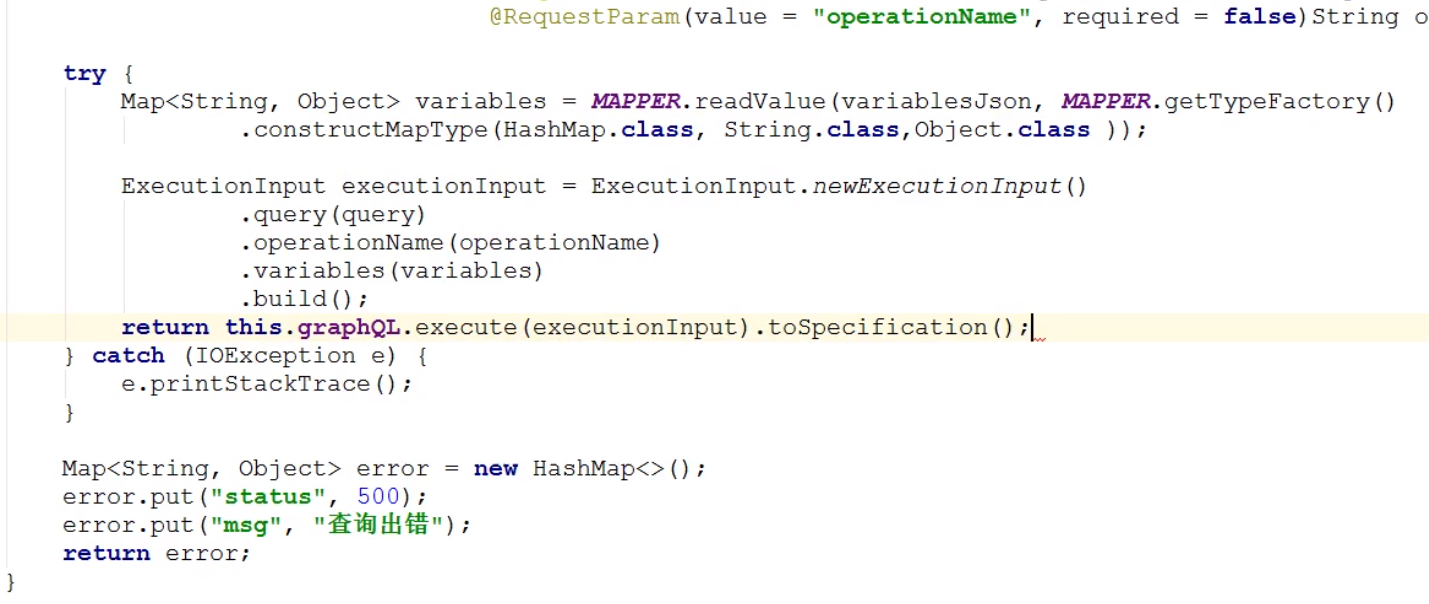 @RequestParam(value = "operationName", required = false)String o
try {
Map<String, Object> variables = MAPPER.readValue(variablesJson, MAPPER.getTypeFactory()
.constructMapType(HashMap.class, String.class,Object.class ));
ExecutionInput executionInput = ExecutionInput.newExecutionInput()
.query(query)
.operationName(operationName)
.variables(variables)
.build();
return this.graphQL.execute(executionInput).toSpecification();
} catch (IOException e) {
e.printStackTrace();
}
Map<String, Object> error = new HashMap<>();
error.put("status", 500);
error.put("msg", "查询出错");
return error;
}